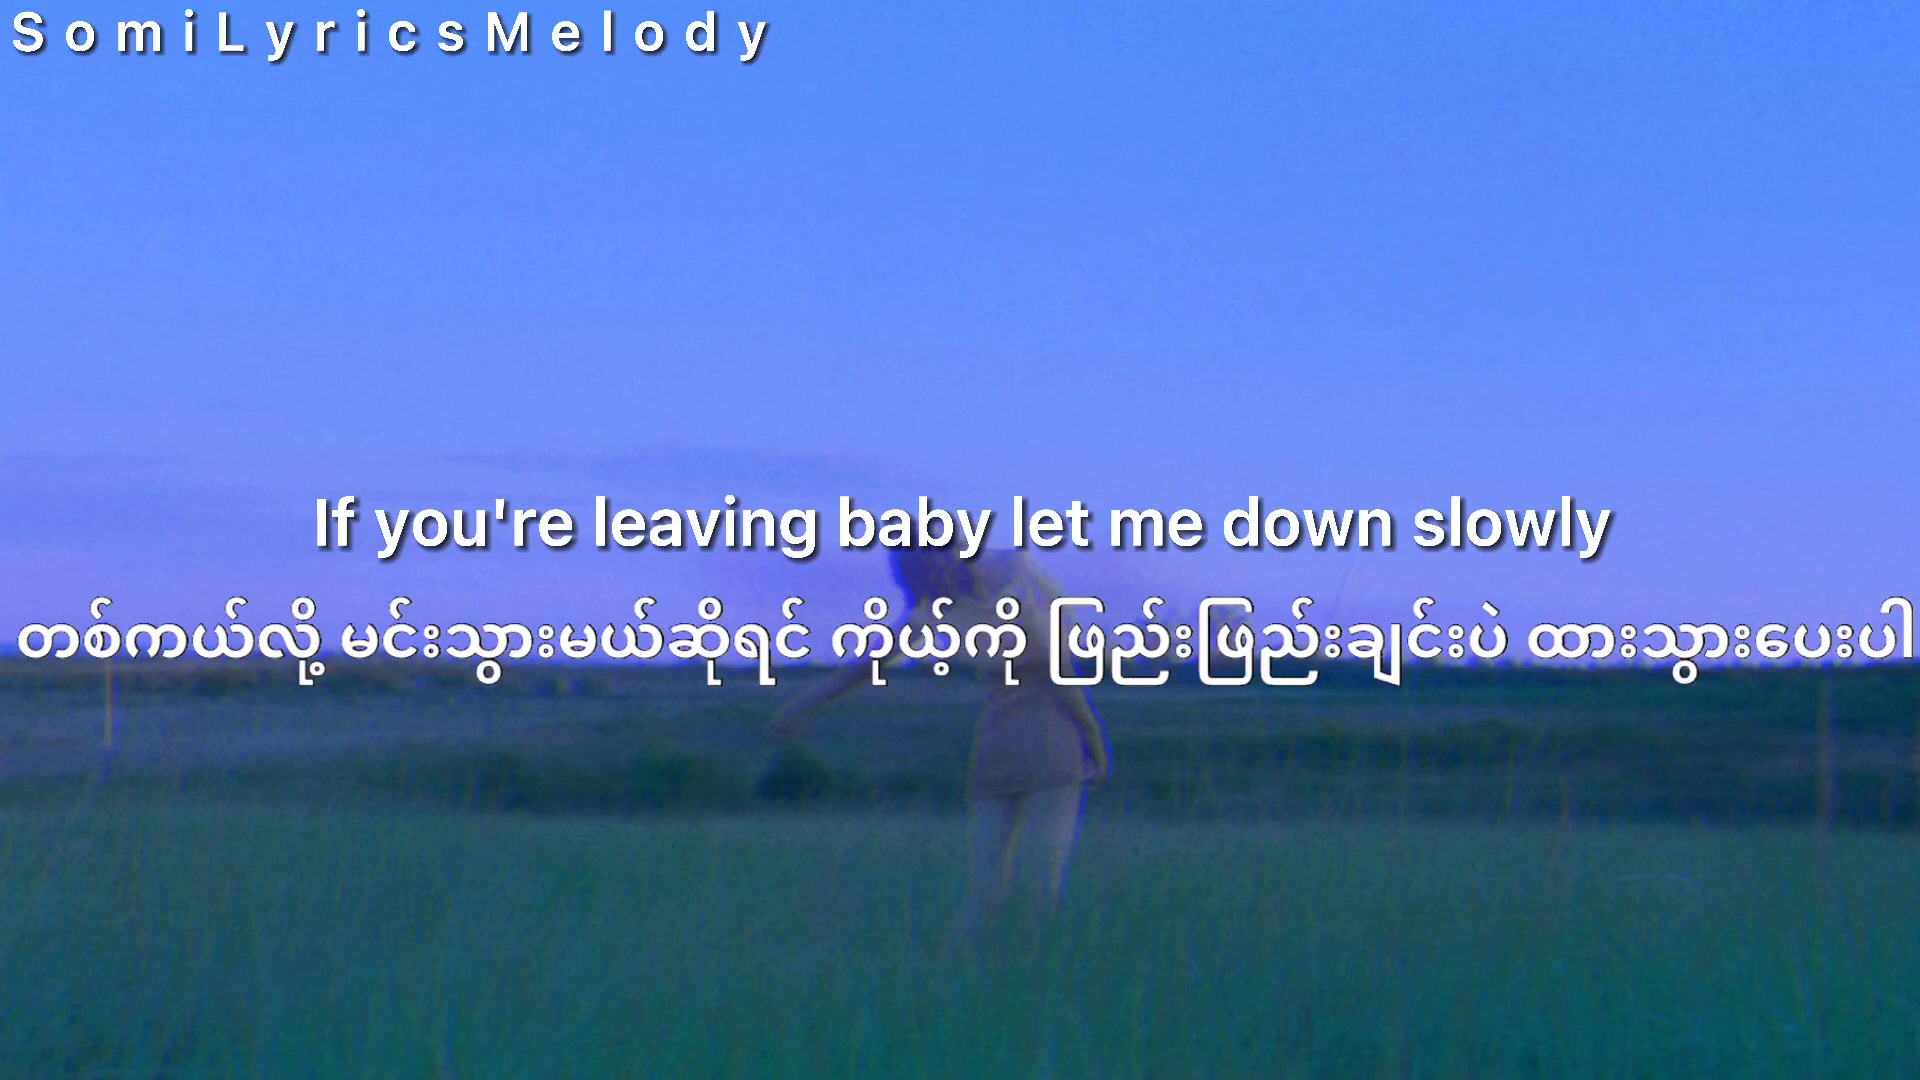 SomiLyricsMelody
If you're leaving baby let me down slowly
တစ်ကယ်လို့ မင်းသွားမယ်ဆိုရင် ကိုယ့်ကို ဖြည်းဖြည်းချင်းပဲ ထားသွားပေးပါ